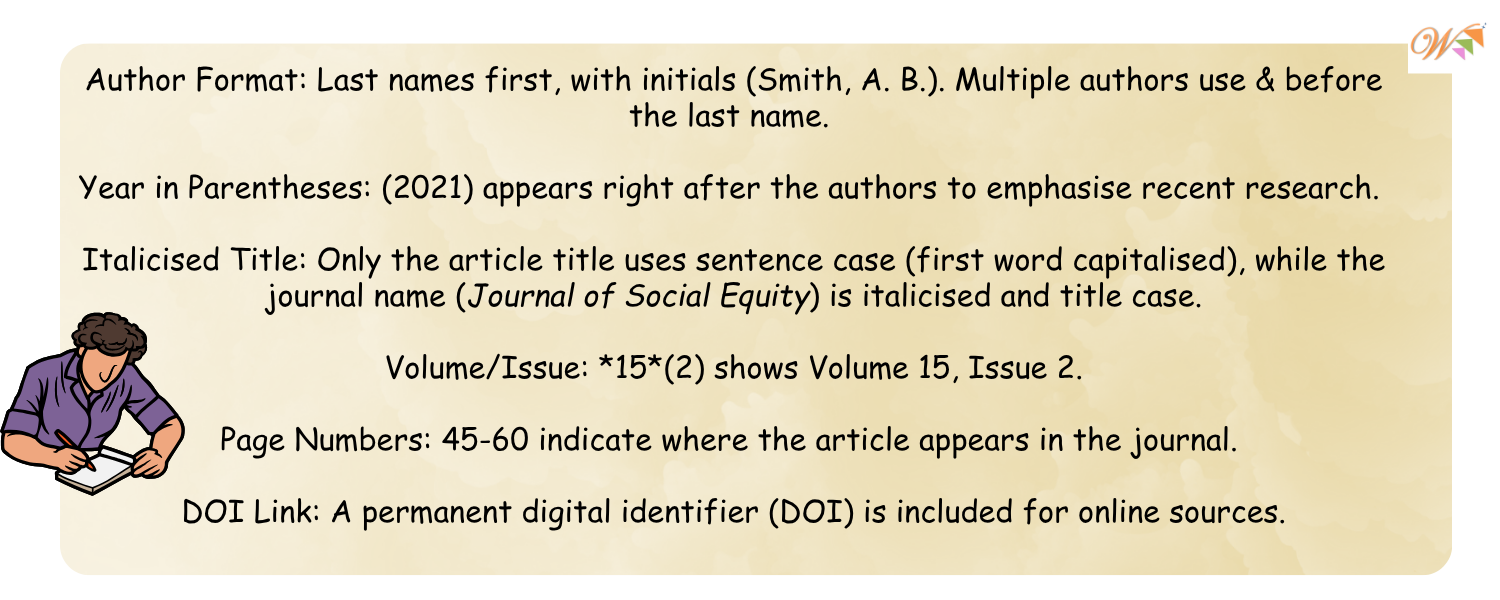 W
Author Format: Last names first, with initials (Smith, A. B.). Multiple authors use & before
the last name.
Year in Parentheses: (2021) appears right after the authors to emphasise recent research.
Italicised Title: Only the article title uses sentence case (first word capitalised), while the
journal name (Journal of Social Equity) is italicised and title case.
Volume/Issue: *15*(2) shows Volume 15, Issue 2.
Page Numbers: 45-60 indicate where the article appears in the journal.
DOI Link: A permanent digital identifier (DOI) is included for online sources.